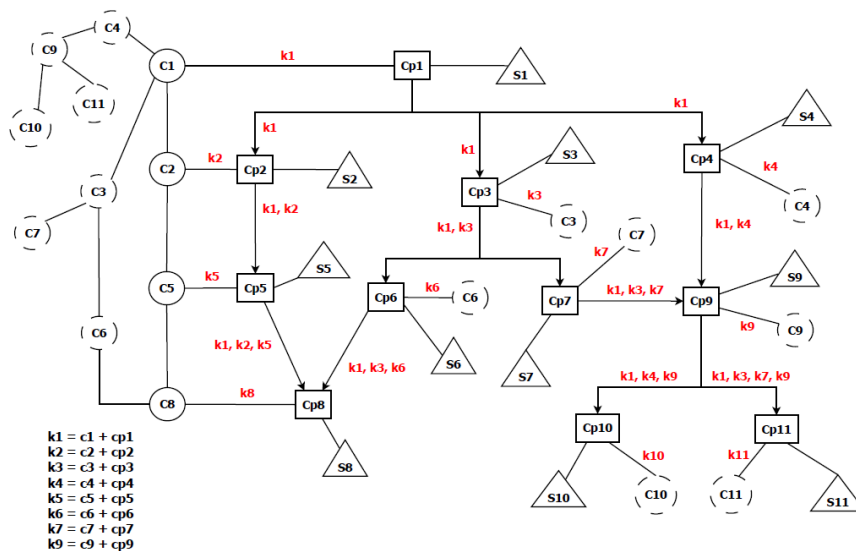 C4
C9
C1
k1
Cp1
S1
C10
C11
k1
k1
k1
S4
C2
k2
Cp2
S2
S3
Cp3
k3
C3
Cp4
k4
C4
C3
C7
k1, k2
k1, k3
C7
k7
k1, k4
S5
S9
C5
k5
Cp5
Cp6
k6
C6
Cp7
k1, k3, k7
Cp9
k9
C9
C6
k1, k2, k5
k1, k3, k6
S6
S7
k1, k4, k9
k1, k3, k7, k9
C8
k8
Cp8
S8
Cp10
Cp11
k10
k11
S10
C10
C11
S11
k1 = c1 + cp1
k2 = c2 + cp2
k3 = c3 + cp3
k4 = c4 + cp4
k5 = c5 + cp5
k6 = c6 + cp6
k7 = c7 + cp7
k9 = c9 + cp9